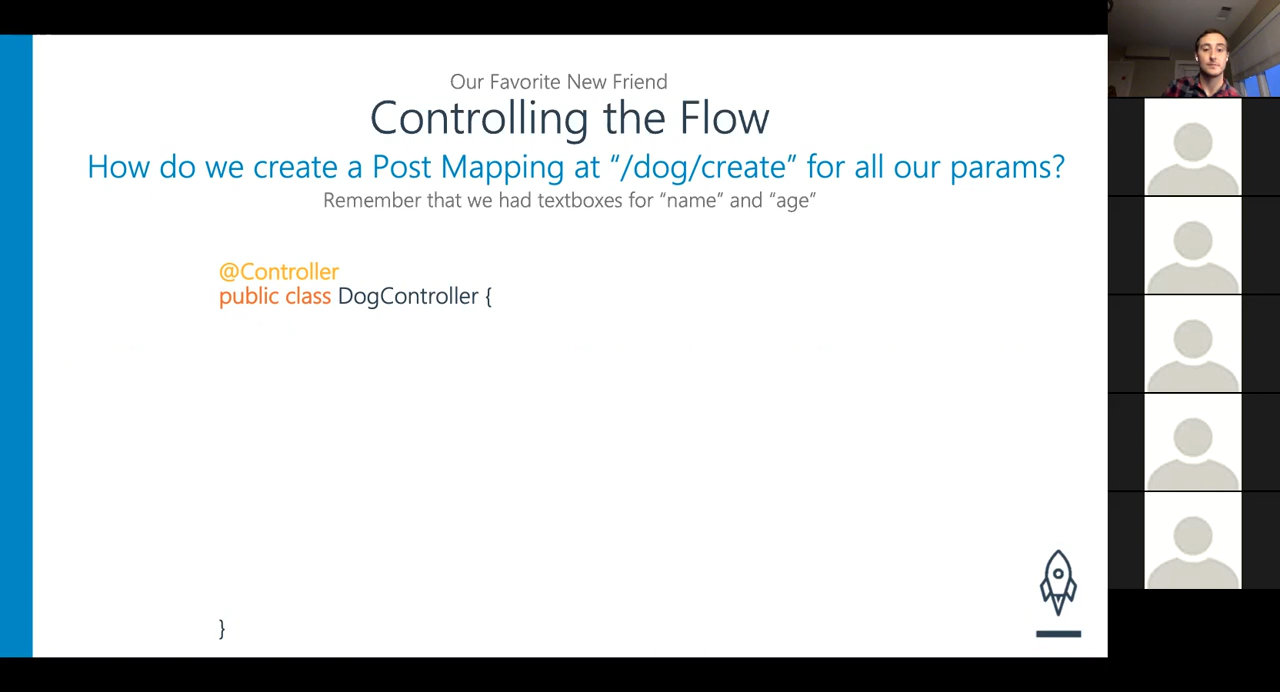 Our Favorite New Friend
Controlling the Flow
How do we create a Post Mapping at “/dog/create” for all our params?
Remember that we had textboxes for “name” and “age”
@Controller
public class DogController {
}